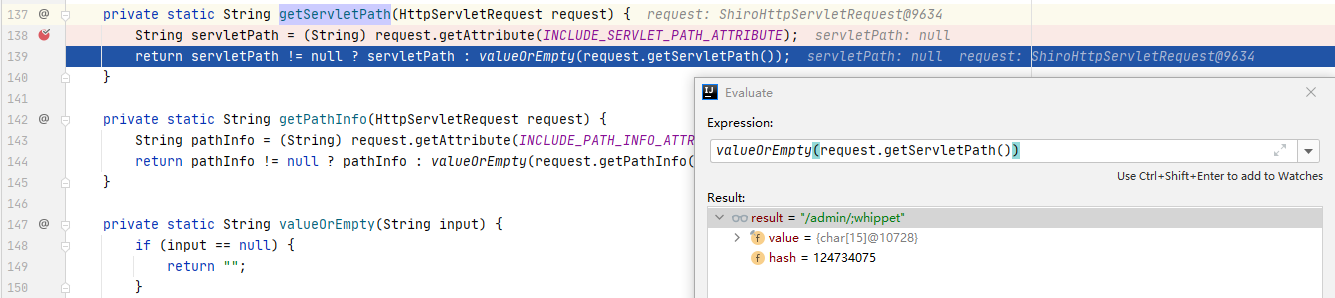 137 @ private static String getServletPath(HttpServletRequest request) { request: ShiroHttpServletRequest@9634
138 String servletPath = (String) request.getAttribute(INCLUDE_SERVLET_PATH_ATTRIBUTE); servletPath: null
139 return servletPath != null ? servletPath : valueOrEmpty(request.getServletPath()); servletPath: null request: ShiroHttpServletRequest@9634
140 }
141
142 @ private static String getPathInfo(HttpServletRequest request) {
143 String pathInfo = (String) request.getAttribute(INCLUDE_PATH_INFO_ATTR
144 return pathInfo != null ? pathInfo : valueOrEmpty(request.getPathInfo(
145 }
146
147 @ private static String valueOrEmpty(String input) {
148 if (input == null) {
149 return "";
150 }
IJ Evaluate
Expression:
valueOrEmpty(request.getServletPath())
Use Ctrl+Shift+Enter to add to Watches
Result:
result = "/admin/;whippet"
f value = {char[15]@10728}
f hash = 124734075